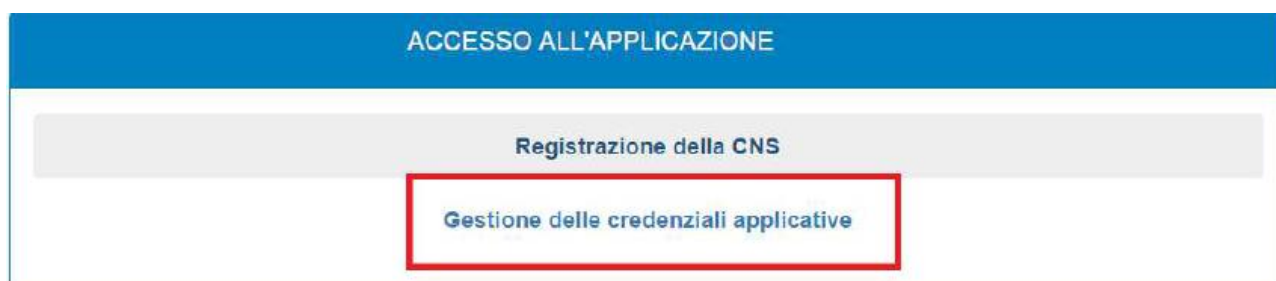 ACCESSO ALL'APPLICAZIONE
Registrazione della CNS
Gestione delle credenziali applicative